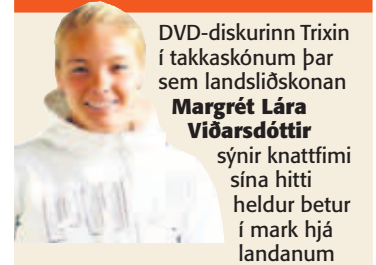 DVD-diskurinn Trixin
í takkaskónum þar
sem landsliðskonan
Margrét Lára
Viðarsdóttir
sýnir knattfimi
sína hitti
heldur betur
í mark hjá
landanum